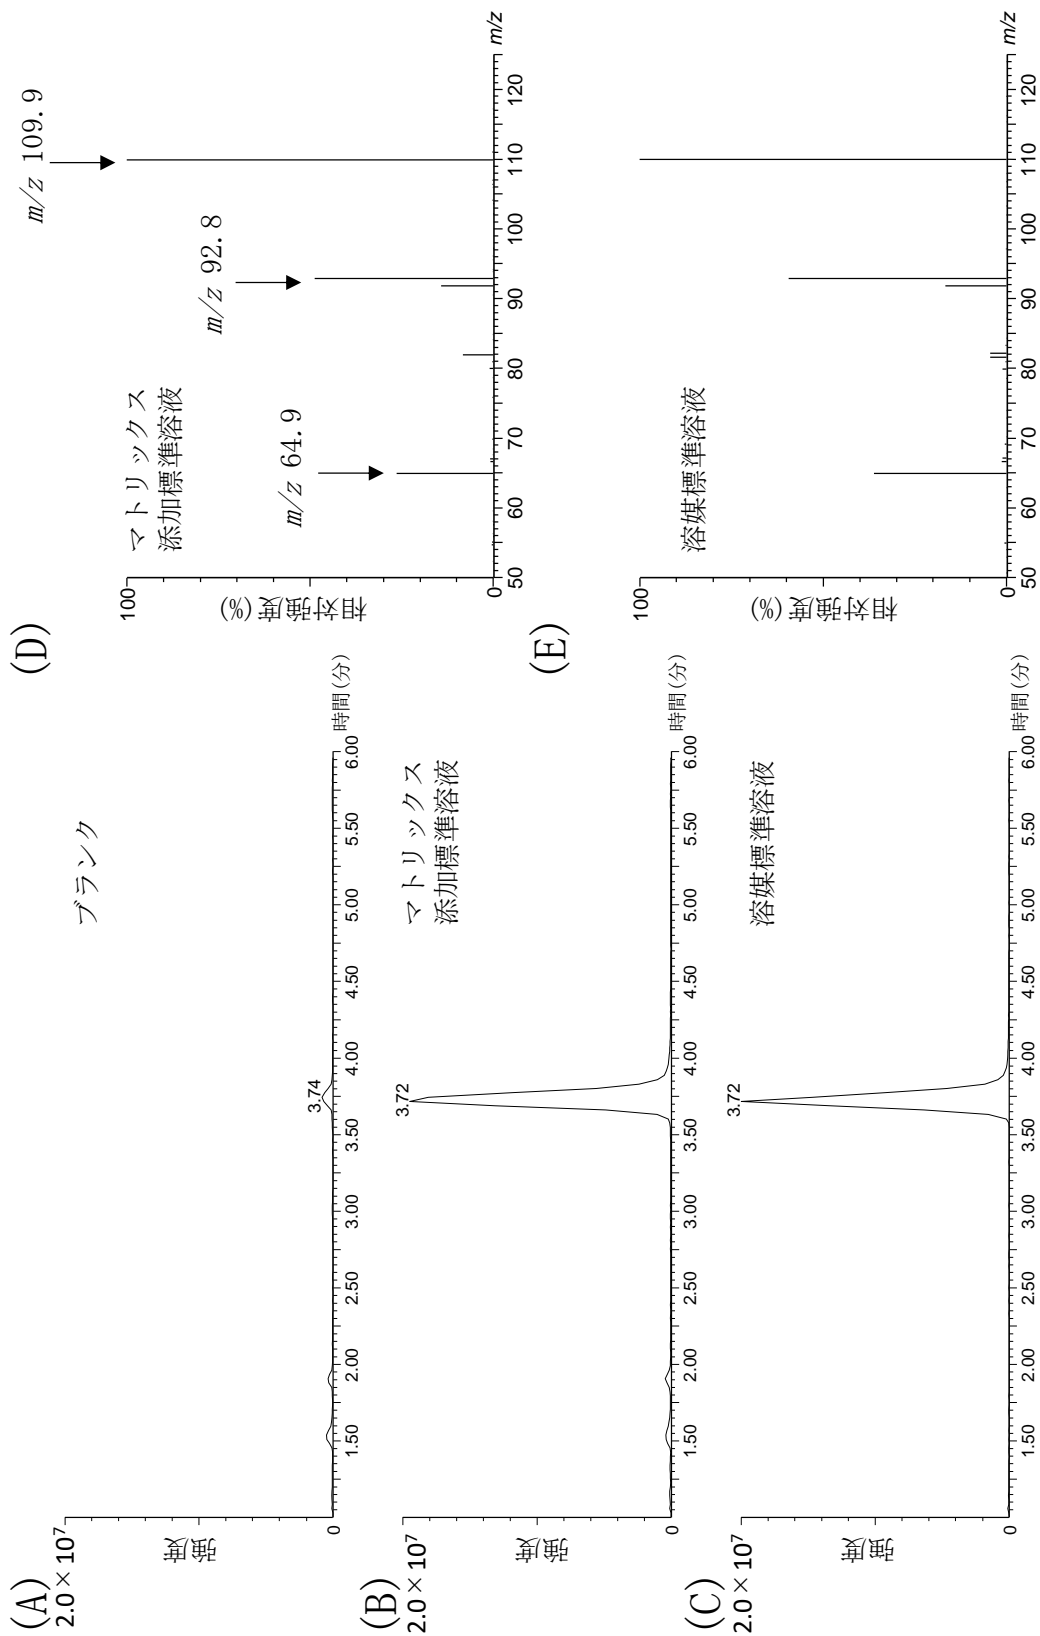 (A)
2.0×10⁷
強度
0
ブランク
3.74
1.50
2.00
2.50
3.00
3.50
4.00
4.50
5.00
5.50
6.00
時間(分)
(B)
2.0×10⁷
強度
0
マトリックス
添加標準溶液
3.72
1.50
2.00
2.50
3.00
3.50
4.00
4.50
5.00
5.50
6.00
時間(分)
(C)
2.0×10⁷
強度
0
溶媒標準溶液
3.72
1.50
2.00
2.50
3.00
3.50
4.00
4.50
5.00
5.50
6.00
時間(分)
(D)
100
相対強度(%)
0
マトリックス
添加標準溶液
m/z 64.9
m/z 92.8
m/z 109.9
50
60
70
80
90
100
110
120
m/z
(E)
100
相対強度(%)
0
溶媒標準溶液
50
60
70
80
90
100
110
120
m/z